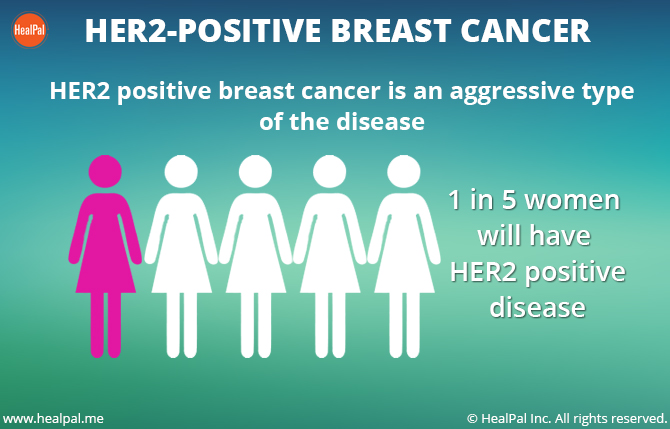 HealPal
HER2-POSITIVE BREAST CANCER
HER2 positive breast cancer is an aggressive type
of the disease
1 in 5 women
will have
HER2 positive
disease
www.healpal.me
© HealPal Inc. All rights reserved.